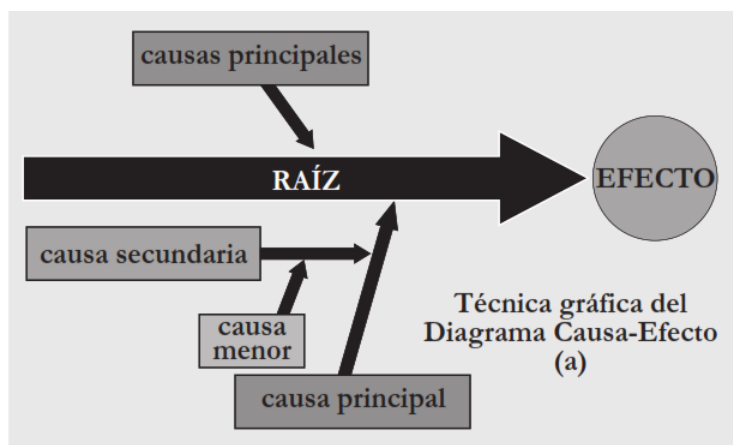 causas principales
RAÍZ
EFECTO
causa secundaria
causa
menor
causa principal
Técnica gráfica del
Diagrama Causa-Efecto
(a)